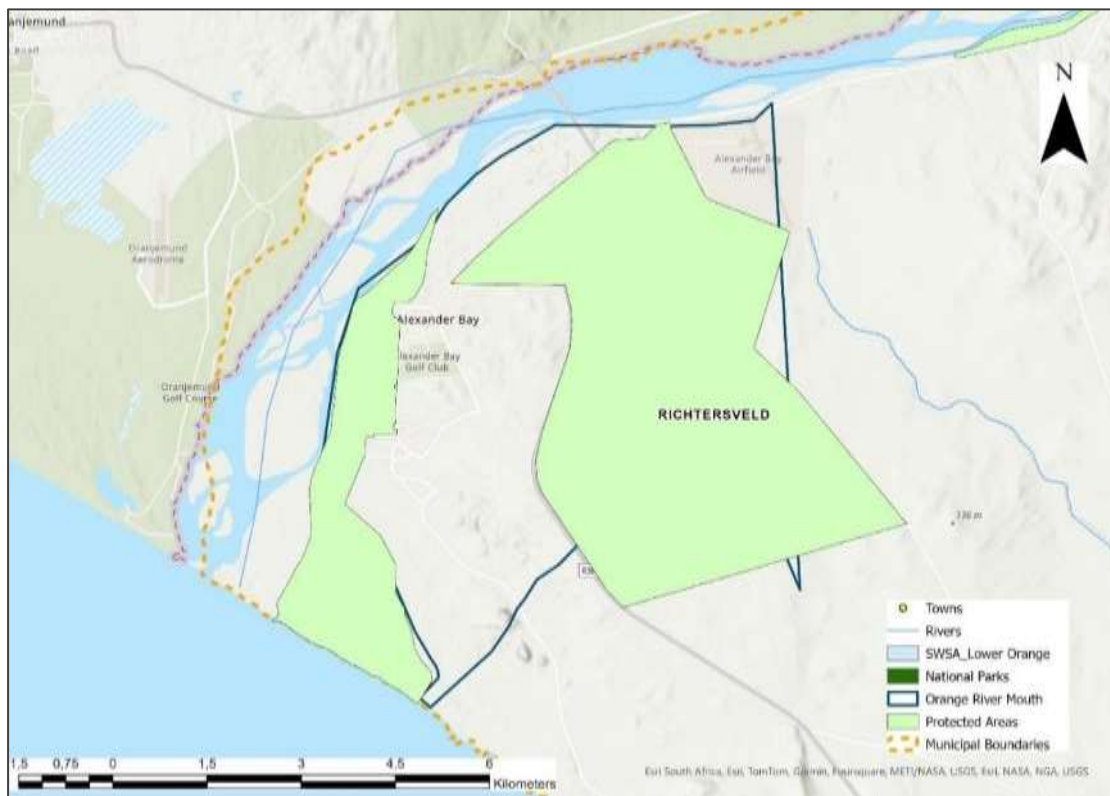 anjemund
N
Alexander Bay
Airfield
Oranjemund
Aerodrome
Alexander Bay
Alexander Bay
Golf Club
Oranjemund
Golf Course
RICHTERSVELD
338 m
Towns
Rivers
SWSA_Lower Orange
National Parks
Orange River Mouth
Protected Areas
Municipal Boundaries
1,5 0,75 0 1,5 3 4,5 6
Kilometers
Esri South Africa, Esri, TomTom, Garmin, Foursquare, METI/NASA, USGS, Esri, NASA, NGA, USGS